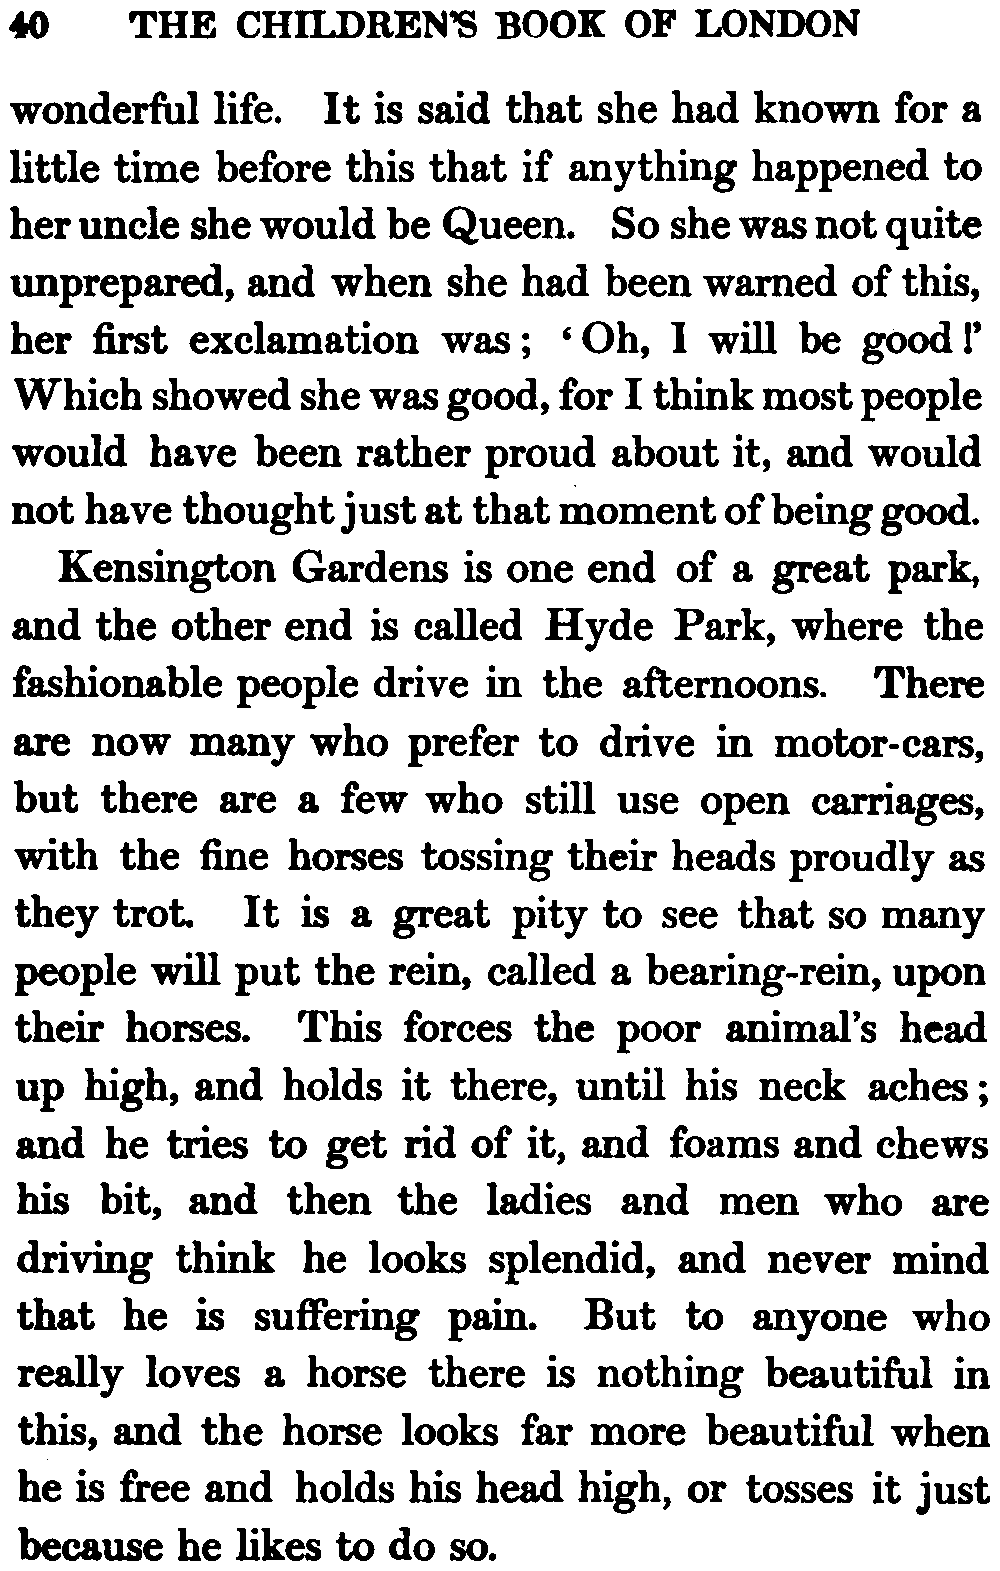 40 THE CHILDREN'S BOOK OF LONDON
wonderful life. It is said that she had known for a
little time before this that if anything happened to
her uncle she would be Queen. So she was not quite
unprepared, and when she had been warned of this,
her first exclamation was; ‘Oh, I will be good!’
Which showed she was good, for I think most people
would have been rather proud about it, and would
not have thought just at that moment of being good.
Kensington Gardens is one end of a great park,
and the other end is called Hyde Park, where the
fashionable people drive in the afternoons. There
are now many who prefer to drive in motor-cars,
but there are a few who still use open carriages,
with the fine horses tossing their heads proudly as
they trot. It is a great pity to see that so many
people will put the rein, called a bearing-rein, upon
their horses. This forces the poor animal's head
up high, and holds it there, until his neck aches;
and he tries to get rid of it, and foams and chews
his bit, and then the ladies and men who are
driving think he looks splendid, and never mind
that he is suffering pain. But to anyone who
really loves a horse there is nothing beautiful in
this, and the horse looks far more beautiful when
he is free and holds his head high, or tosses it just
because he likes to do so.